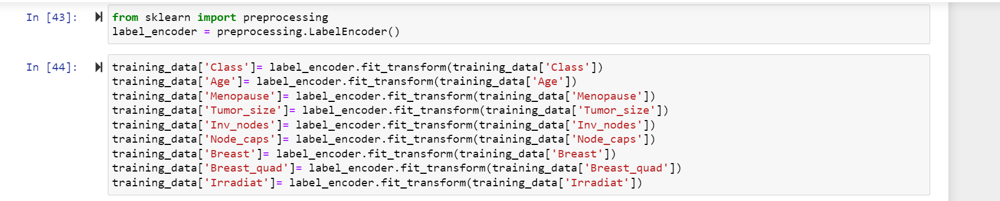 In [43]:
from sklearn import preprocessing
label_encoder = preprocessing.LabelEncoder()
In [44]:
training_data['Class']= label_encoder.fit_transform(training_data['Class'])
training_data['Age']= label_encoder.fit_transform(training_data['Age'])
training_data['Menopause']= label_encoder.fit_transform(training_data['Menopause'])
training_data['Tumor_size']= label_encoder.fit_transform(training_data['Tumor_size'])
training_data['Inv_nodes']= label_encoder.fit_transform(training_data['Inv_nodes'])
training_data['Node_caps']= label_encoder.fit_transform(training_data['Node_caps'])
training_data['Breast']= label_encoder.fit_transform(training_data['Breast'])
training_data['Breast_quad']= label_encoder.fit_transform(training_data['Breast_quad'])
training_data['Irradiat']= label_encoder.fit_transform(training_data['Irradiat'])